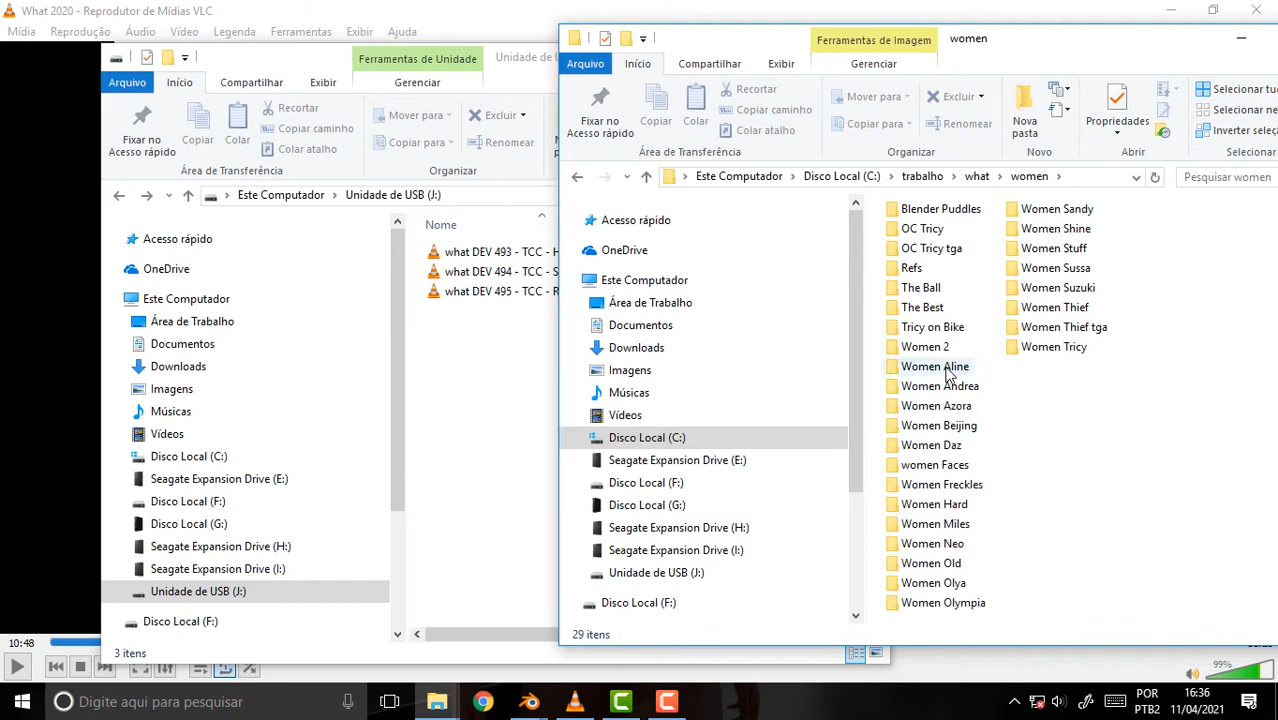 What 2020 - Reprodutor de Mídias VLC
Mídia Reprodução Áudio Vídeo Legenda Ferramentas Exibir Ajuda
Ferramentas de Unidade
Unidade de U
Arquivo Início Compartilhar Exibir Gerenciar
Fixar no Acesso rápido
Copiar
Colar
Recortar
Copiar caminho
Colar atalho
Área de Transferência
Mover para
Copiar para
Excluir
Renomear
Organizar
Este Computador Unidade de USB (J:)
Acesso rápido
OneDrive
Este Computador
Área de Trabalho
Documentos
Downloads
Imagens
Músicas
Vídeos
Disco Local (C:)
Seagate Expansion Drive (E:)
Disco Local (F:)
Disco Local (G:)
Seagate Expansion Drive (H:)
Seagate Expansion Drive (I:)
Unidade de USB (J:)
Disco Local (F:)
Nome
what DEV 493 - TCC - H
what DEV 494 - TCC - S
what DEV 495 - TCC - R
3 itens
Ferramentas de Imagem
women
Arquivo Início Compartilhar Exibir Gerenciar
Fixar no Acesso rápido
Copiar
Colar
Recortar
Copiar caminho
Colar atalho
Área de Transferência
Mover para
Copiar para
Excluir
Renomear
Organizar
Nova pasta
Novo
Propriedades
Abrir
Selecionar tu
Selecionar ne
Inverter seleç
Selecionar
Este Computador Disco Local (C:) trabalho what women
Pesquisar women
Acesso rápido
OneDrive
Este Computador
Área de Trabalho
Documentos
Downloads
Imagens
Músicas
Vídeos
Disco Local (C:)
Seagate Expansion Drive (E:)
Disco Local (F:)
Disco Local (G:)
Seagate Expansion Drive (H:)
Seagate Expansion Drive (I:)
Unidade de USB (J:)
Disco Local (F:)
Blender Puddles
OC Tricy
OC Tricy tga
Refs
The Ball
The Best
Tricy on Bike
Women 2
Women Aline
Women Andrea
Women Azora
Women Beijing
Women Daz
women Faces
Women Freckles
Women Hard
Women Miles
Women Neo
Women Old
Women Olya
Women Olympia
Women Sandy
Women Shine
Women Stuff
Women Sussa
Women Suzuki
Women Thief
Women Thief tga
Women Tricy
29 itens
10:48
99%
Digite aqui para pesquisar
POR
PTB2
16:36
11/04/2021